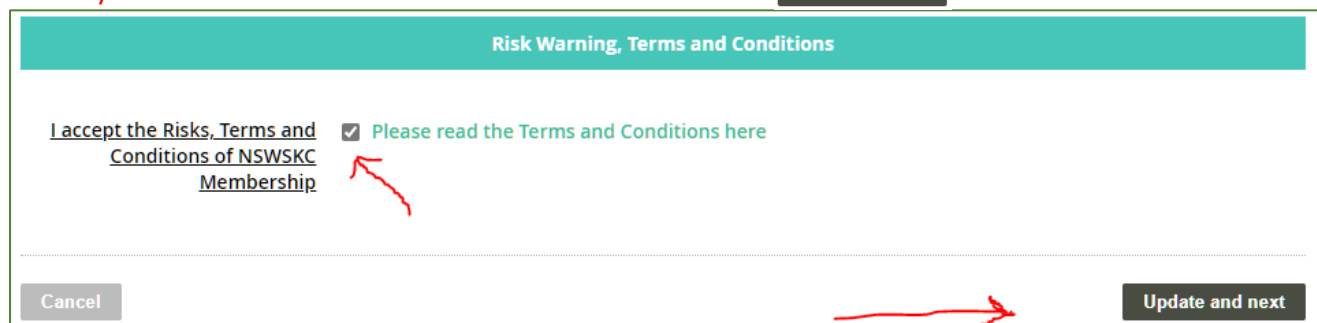 Risk Warning, Terms and Conditions
I accept the Risks, Terms and
Conditions of NSWSKC
Membership
Please read the Terms and Conditions here
Cancel
Update and next